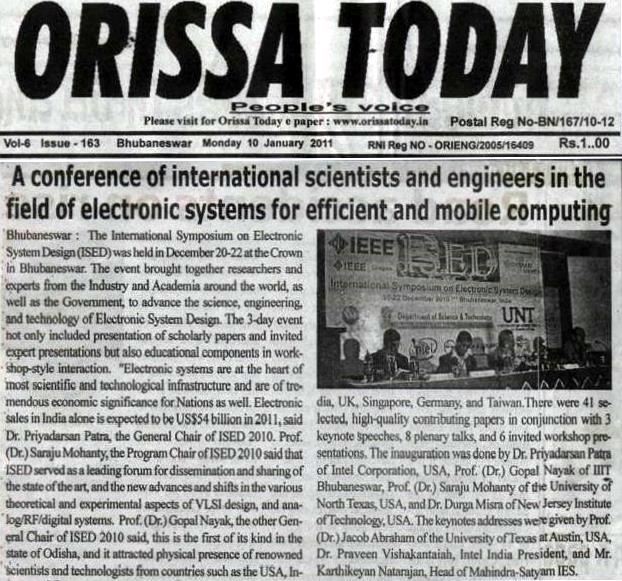 ORISSA TODAY
People's voice
Please visit for Orissa Today e paper : www.orissatoday.in Postal Reg No-BN/167/10-12
Vol-6 Issue - 163 Bhubaneswar Monday 10 January 2011 RNI Reg NO - ORIENG/2005/16409 Rs.1..00
A conference of international scientists and engineers in the
field of electronic systems for efficient and mobile computing
Bhubaneswar : The International Symposium on Electronic
System Design (ISED) was held in December 20-22 at the Crown
in Bhubaneswar. The event brought together researchers and
experts from the Industry and Academia around the world, as
well as the Government, to advance the science, engineering,
and technology of Electronic System Design. The 3-day event
not only included presentation of scholarly papers and invited
expert presentations but also educational components in work-
shop-style interaction. "Electronic systems are at the heart of
most scientific and technological infrastructure and are of tre-
mendous economic significance for Nations as well. Electronic
sales in India alone is expected to be US$54 billion in 2011, said
Dr. Priyadarsan Patra, the General Chair of ISED 2010. Prof.
(Dr.) Saraju Mohanty, the Program Chair of ISED 2010 said that
ISED served as a leading forum for dissemination and sharing of
the state of the art, and the new advances and shifts in the various
theoretical and experimental aspects of VLSI design, and ana-
log/RF/digital systems. Prof. (Dr.) Gopal Nayak, the other Gen-
eral Chair of ISED 2010 said, this is the first of its kind in the
state of Odisha, and it attracted physical presence of renowned
scientists and technologists from countries such as the USA, In-
IEEE ISED
IEEE
International Symposium on Electronic System Design
Bhubaneswar, India
Department of Science & Technology UNT
intel
dia, UK, Singapore, Germany, and Taiwan.There were 41 se-
lected, high-quality contributing papers in conjunction with 3
keynote speeches, 8 plenary talks, and 6 invited workshop pre-
sentations. The inauguration was done by Dr. Priyadarsan Patra
of Intel Corporation, USA, Prof. (Dr.) Gopal Nayak of IIIT
Bhubaneswar, Prof (Dr.) Saraju Mohanty of the University of
North Texas, USA, and Dr. Durga Misra of New Jersey Institute
of Technology, USA. The keynotes addresses were given by Prof.
(Dr.) Jacob Abraham of the University of Texas at Austin, USA,
Dr. Praveen Vishakantaiah, Intel India President, and Mr.
Karthikeyan Natarajan, Head of Mahindra-Satyam IES.